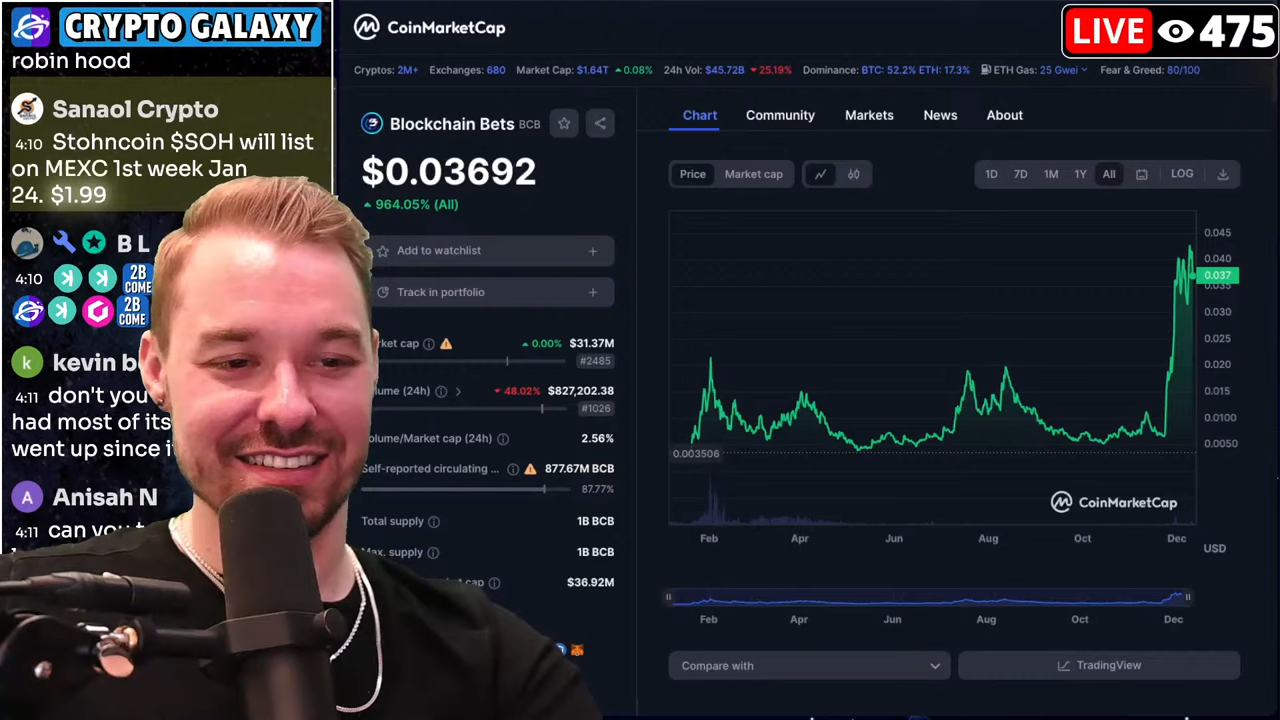 CRYPTO GALAXY
robin hood
Sanaol Crypto
4:10 Stohncoin $SOH will list
on MEXC 1st week Jan
24. $1.99
B L
4:10 2B COME
2B COME
kevin
4:11 don't you
had most of its
went up since
Anisah N
4:11 can you
CoinMarketCap
LIVE 475
Cryptos: 2M+ Exchanges: 680 Market Cap: $1.64T 0.08% 24h Vol: $45.72B 25.19% Dominance: BTC: 52.2% ETH: 17.3% ETH Gas: 25 Gwei Fear & Greed: 80/100
Blockchain Bets BCB
$0.03692
964.05% (All)
Add to watchlist
Track in portfolio
cap 0.00% $31.37M
#2485
(24h) 48.02% $827,202.38
#1026
Volume/Market cap (24h) 2.56%
Self-reported circulating ... 877.67M BCB
87.77%
Total supply 1B BCB
supply 1B BCB
cap $36.92M
Chart Community Markets News About
Price Market cap 1D 7D 1M 1Y All LOG
0.045
0.040
0.037
0.035
0.030
0.025
0.020
0.015
0.0100
0.0050
0.003506
CoinMarketCap
Feb Apr Jun Aug Oct Dec
USD
Feb Apr Jun Aug Oct Dec
Compare with TradingView